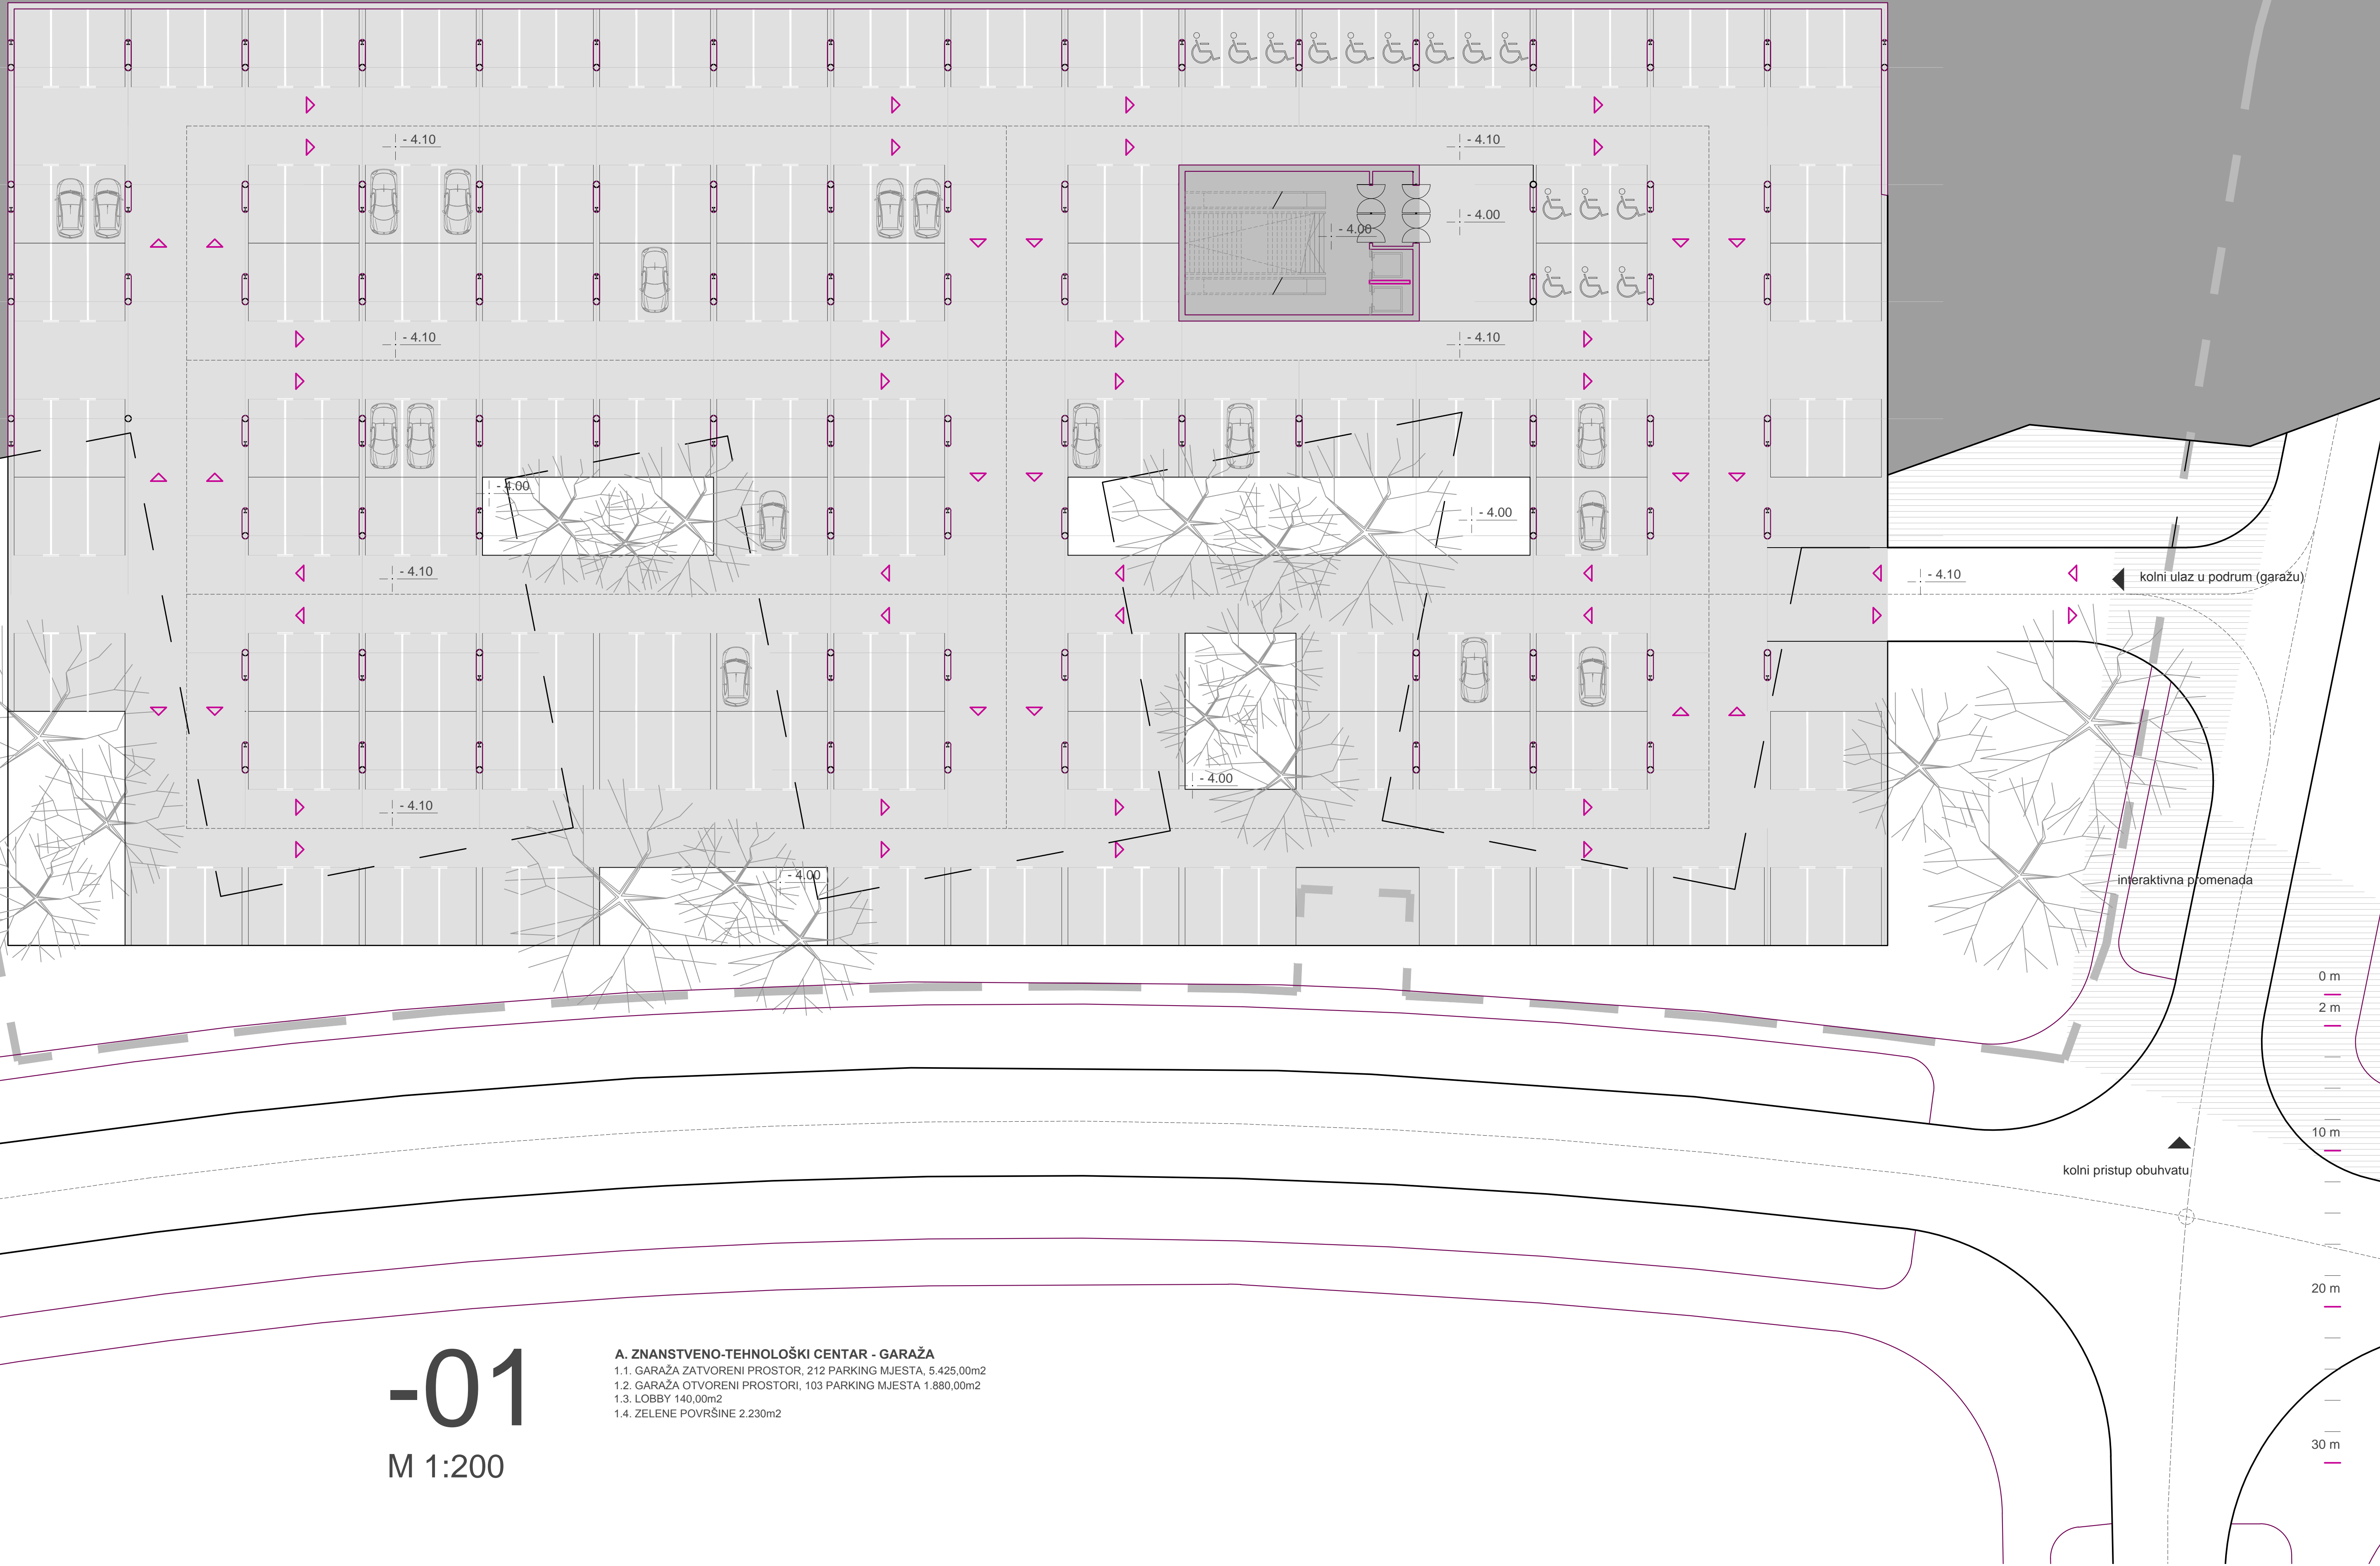 - 4.10
- 4.10
- 4.00
- 4.00
- 4.10
- 4.10
- 4.00
- 4.00
- 4.10
- 4.10
kolni ulaz u podrum (garažu)
- 4.00
- 4.10
- 4.00
interaktivna promenada
0 m
2 m
10 m
kolni pristup obuhvatu
20 m
30 m
-01
M 1:200
A. ZNANSTVENO-TEHNOLOŠKI CENTAR - GARAŽA
1.1. GARAŽA ZATVORENI PROSTOR, 212 PARKING MJESTA, 5.425,00m2
1.2. GARAŽA OTVORENI PROSTORI, 103 PARKING MJESTA 1.880,00m2
1.3. LOBBY 140,00m2
1.4. ZELENE POVRŠINE 2.230m2